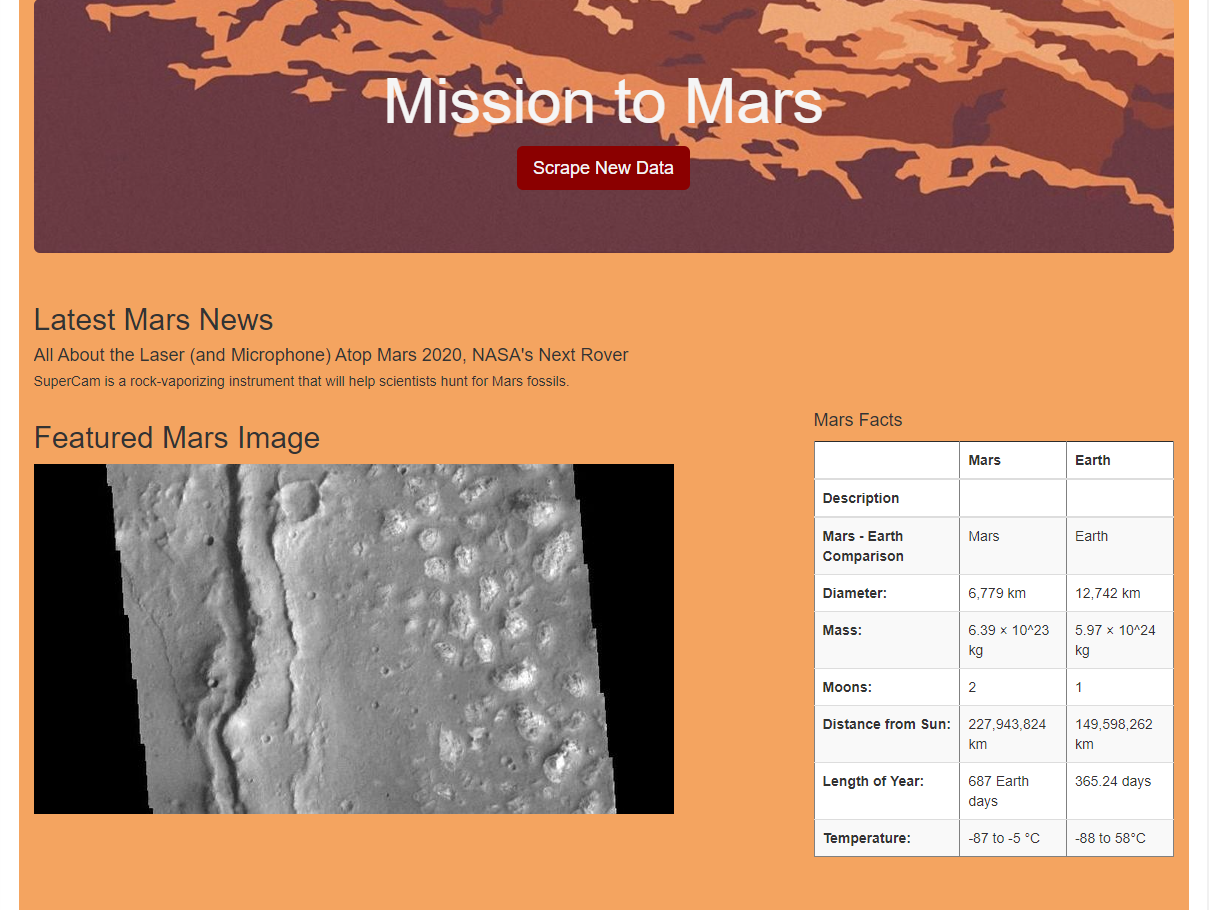 Mission to Mars
Scrape New Data
Latest Mars News
All About the Laser (and Microphone) Atop Mars 2020, NASA's Next Rover
SuperCam is a rock-vaporizing instrument that will help scientists hunt for Mars fossils.
Featured Mars Image
Mars Facts
Mars Earth
Description
Mars - Earth Comparison Mars Earth
Diameter: 6,779 km 12,742 km
Mass: 6.39 × 10^23 kg 5.97 × 10^24 kg
Moons: 2 1
Distance from Sun: 227,943,824 km 149,598,262 km
Length of Year: 687 Earth days 365.24 days
Temperature: -87 to -5 °C -88 to 58°C